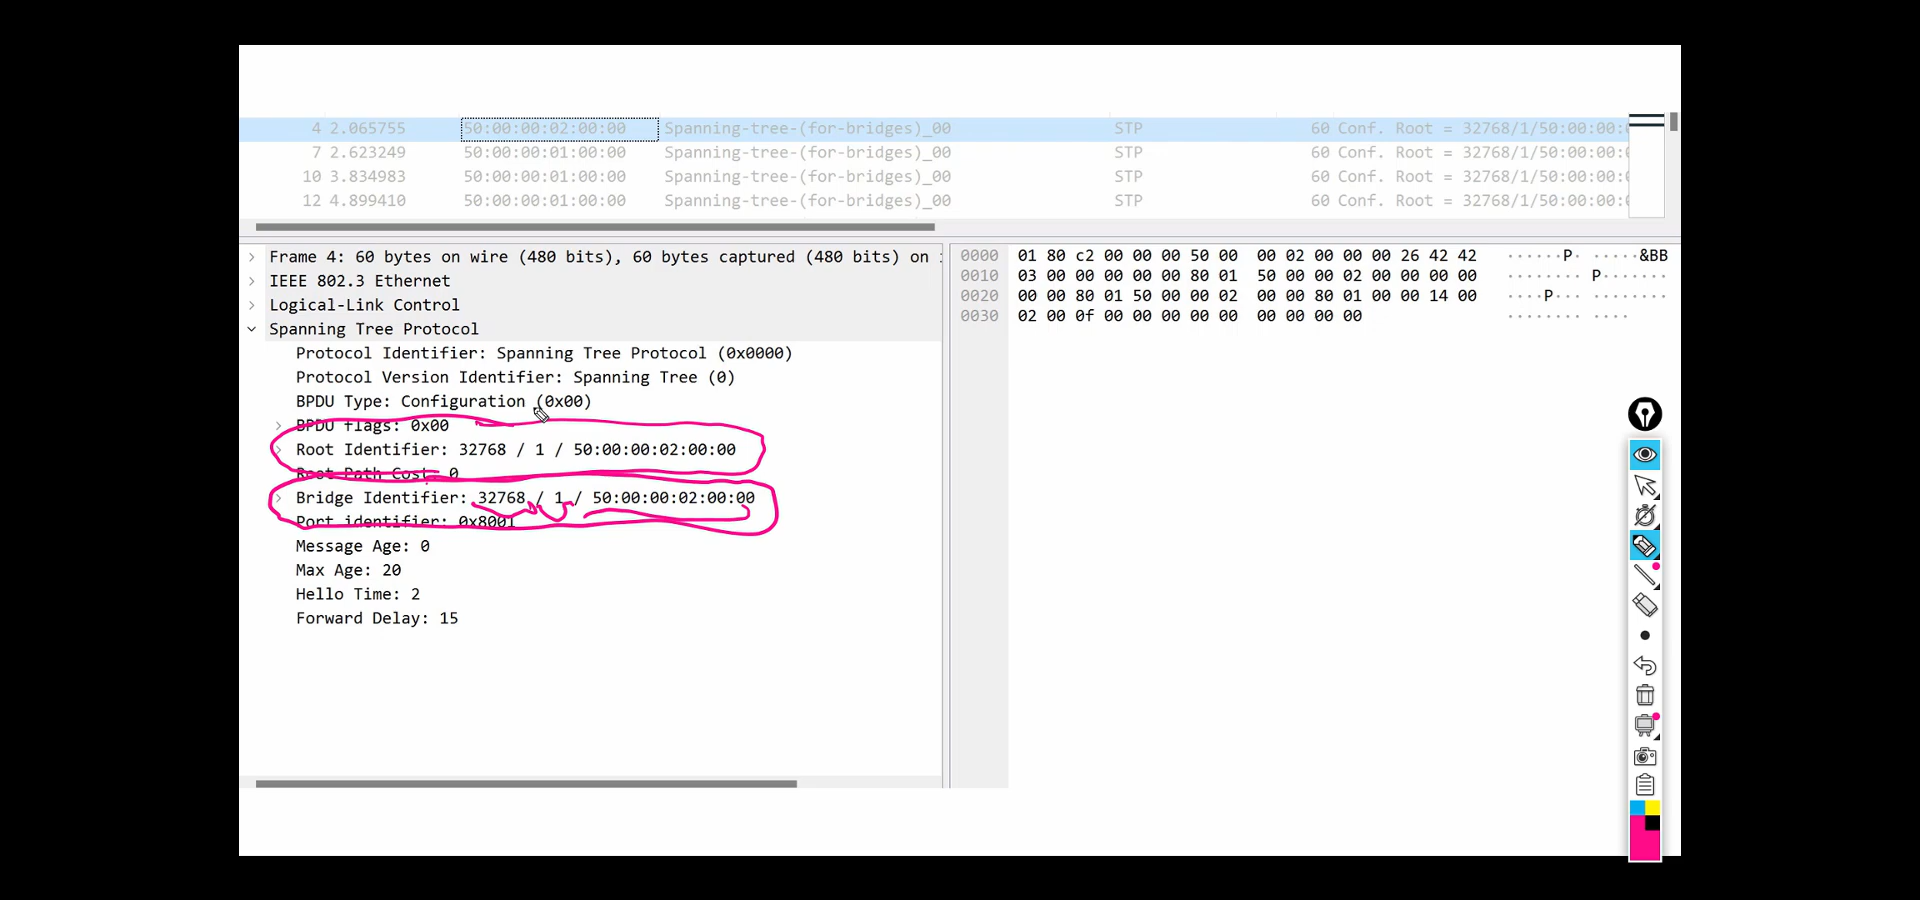 4 2.065755 50:00:00:02:00:00 Spanning-tree-(for-bridges)_00 STP 60 Conf. Root = 32768/1/50:00:00:
7 2.623249 50:00:00:01:00:00 Spanning-tree-(for-bridges)_00 STP 60 Conf. Root = 32768/1/50:00:00:
10 3.834983 50:00:00:01:00:00 Spanning-tree-(for-bridges)_00 STP 60 Conf. Root = 32768/1/50:00:00:
12 4.899410 50:00:00:01:00:00 Spanning-tree-(for-bridges)_00 STP 60 Conf. Root = 32768/1/50:00:00:
Frame 4: 60 bytes on wire (480 bits), 60 bytes captured (480 bits) on
IEEE 802.3 Ethernet
Logical-Link Control
Spanning Tree Protocol
Protocol Identifier: Spanning Tree Protocol (0x0000)
Protocol Version Identifier: Spanning Tree (0)
BPDU Type: Configuration (0x00)
BPDU flags: 0x00
Root Identifier: 32768 / 1 / 50:00:00:02:00:00
Root Path Cost: 0
Bridge Identifier: 32768 / 1 / 50:00:00:02:00:00
Port identifier: 0x8001
Message Age: 0
Max Age: 20
Hello Time: 2
Forward Delay: 15
0000 01 80 c2 00 00 00 50 00 00 02 00 00 00 26 42 42 ······P· ·····&BB
0010 03 00 00 00 00 00 80 01 50 00 00 02 00 00 00 00 ········ P·······
0020 00 00 80 01 50 00 00 02 00 00 80 01 00 00 14 00 ····P··· ········
0030 02 00 0f 00 00 00 00 00 00 00 00 00 ········ ····